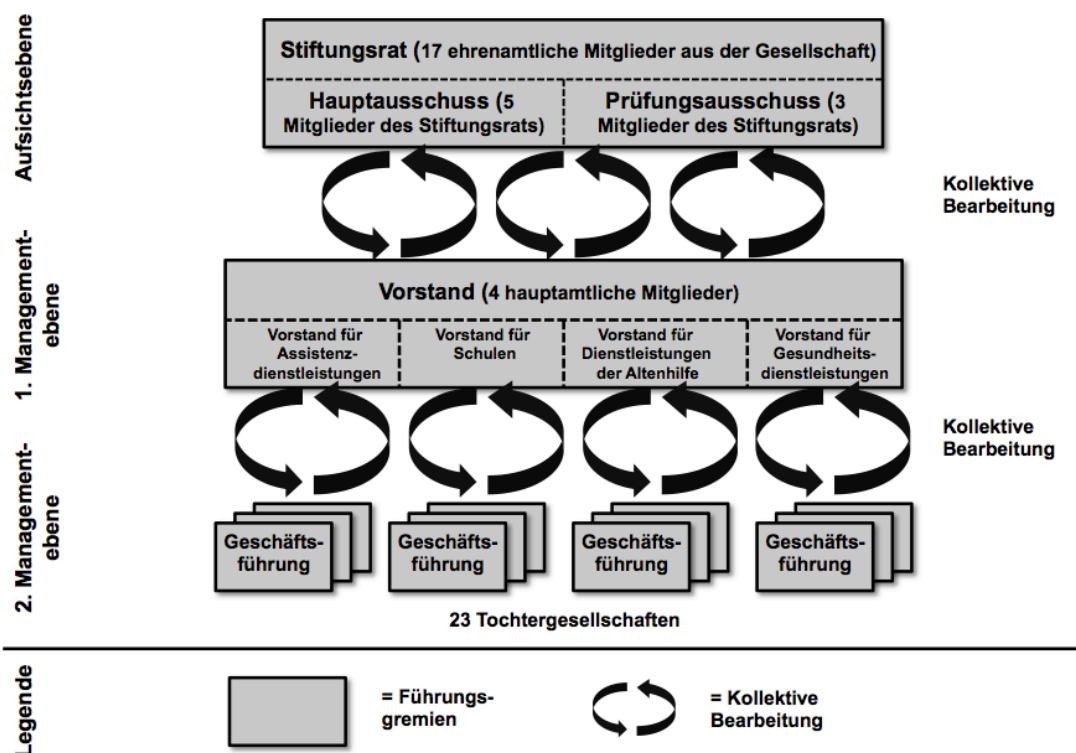 Aufsichtsebene
Stiftungsrat (17 ehrenamtliche Mitglieder aus der Gesellschaft)
Hauptausschuss (5
Mitglieder des Stiftungsrats)
Prüfungsausschuss (3
Mitglieder des Stiftungsrats)
Kollektive
Bearbeitung
1. Management-
ebene
Vorstand (4 hauptamtliche Mitglieder)
Vorstand für
Assistenz-
dienstleistungen
Vorstand für
Schulen
Vorstand für
Dienstleistungen
der Altenhilfe
Vorstand für
Gesundheits-
dienstleistungen
Kollektive
Bearbeitung
2. Management-
ebene
Geschäfts-
führung
Geschäfts-
führung
Geschäfts-
führung
Geschäfts-
führung
23 Tochtergesellschaften
Legende
= Führungs-
gremien
= Kollektive
Bearbeitung